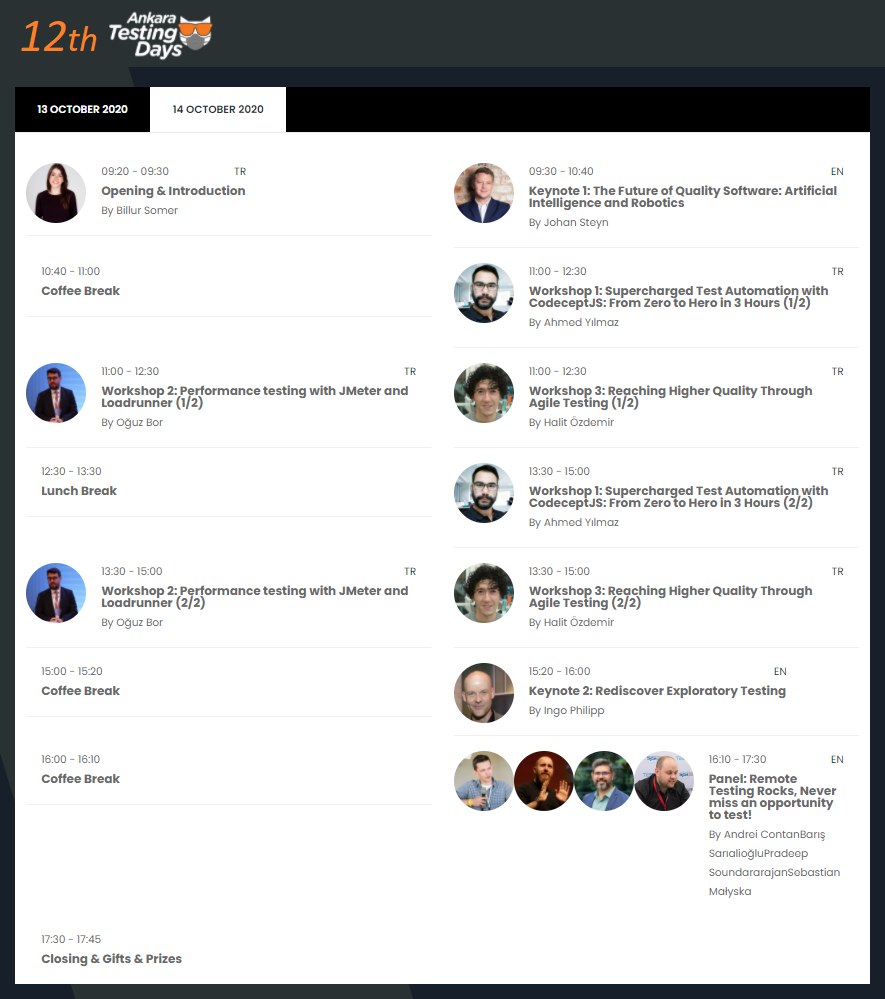 12th
Ankara
Testing
Days
13 OCTOBER 2020
14 OCTOBER 2020
09:20 - 09:30 TR
Opening & Introduction
By Billur Somer
09:30 - 10:40 EN
Keynote 1: The Future of Quality Software: Artificial
Intelligence and Robotics
By Johan Steyn
10:40 - 11:00
Coffee Break
11:00 - 12:30 TR
Workshop 1: Supercharged Test Automation with
CodeceptJS: From Zero to Hero in 3 Hours (1/2)
By Ahmed Yılmaz
11:00 - 12:30 TR
Workshop 2: Performance testing with JMeter and
Loadrunner (1/2)
By Oğuz Bor
11:00 - 12:30 TR
Workshop 3: Reaching Higher Quality Through
Agile Testing (1/2)
By Halit Özdemir
12:30 - 13:30
Lunch Break
13:30 - 15:00 TR
Workshop 1: Supercharged Test Automation with
CodeceptJS: From Zero to Hero in 3 Hours (2/2)
By Ahmed Yılmaz
13:30 - 15:00 TR
Workshop 2: Performance testing with JMeter and
Loadrunner (2/2)
By Oğuz Bor
13:30 - 15:00 TR
Workshop 3: Reaching Higher Quality Through
Agile Testing (2/2)
By Halit Özdemir
15:00 - 15:20
Coffee Break
15:20 - 16:00 EN
Keynote 2: Rediscover Exploratory Testing
By Ingo Philipp
16:00 - 16:10
Coffee Break
16:10 - 17:30 EN
Panel: Remote
Testing Rocks, Never
miss an opportunity
to test!
By Andrei ContanBarış
SarıalioğluPradeep
SoundararajanSebastian
Małyska
17:30 - 17:45
Closing & Gifts & Prizes